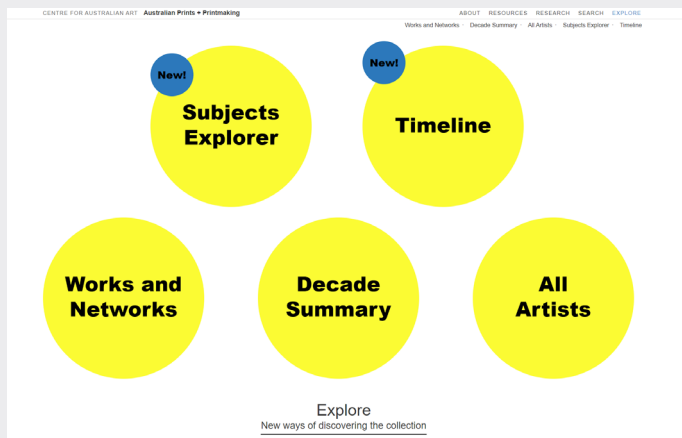 CENTRE FOR AUSTRALIAN ART Australian Prints + Printmaking
ABOUT RESOURCES RESEARCH SEARCH EXPLORE
Works and Networks · Decade Summary · All Artists · Subjects Explorer · Timeline
New!
Subjects
Explorer
New!
Timeline
Works and
Networks
Decade
Summary
All
Artists
Explore
New ways of discovering the collection